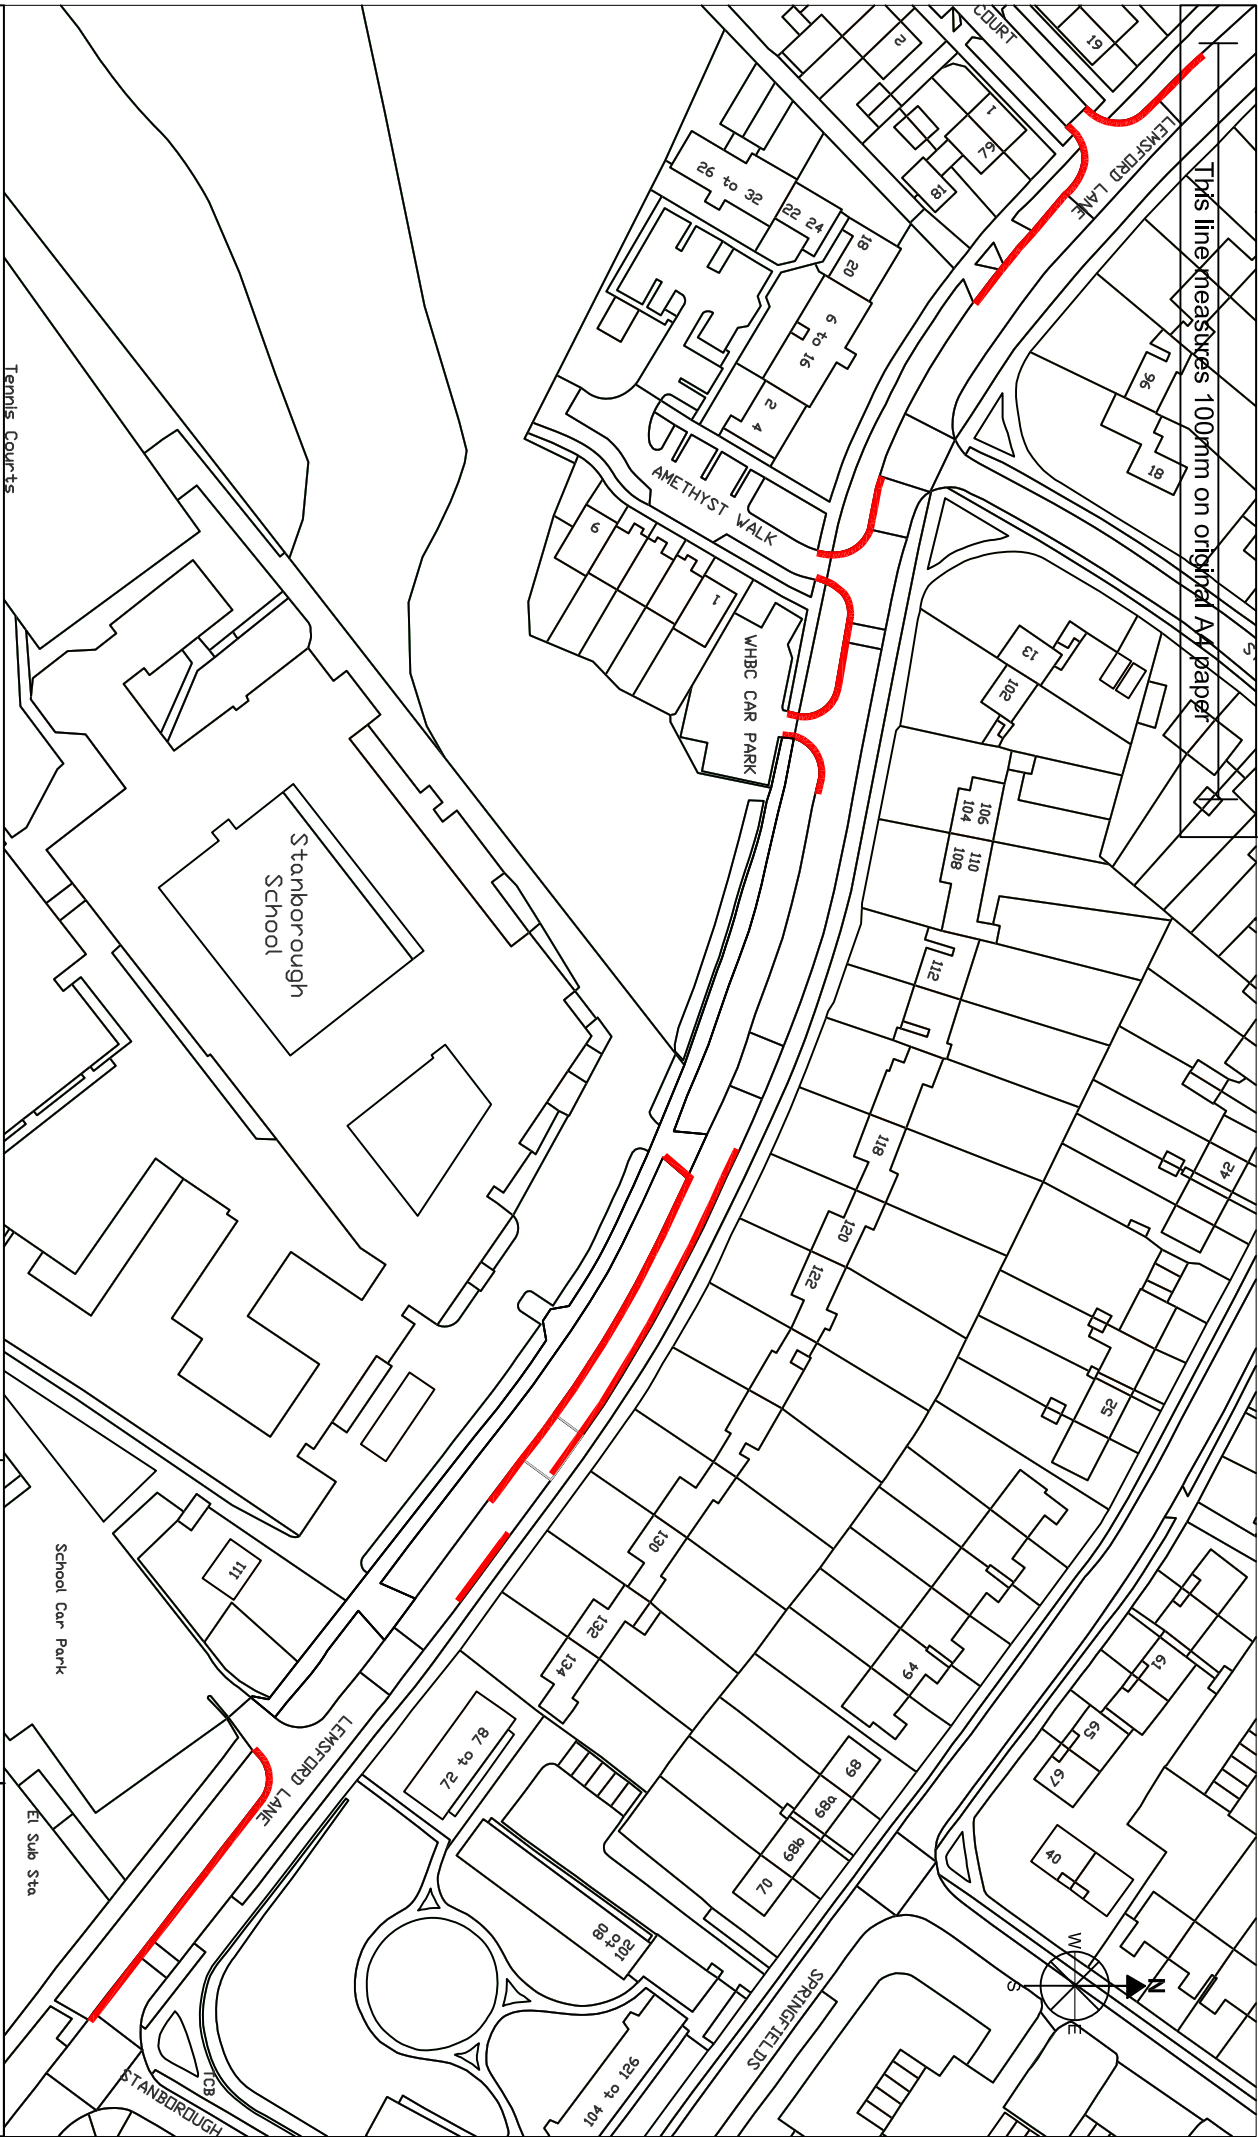 COURT
19
2
1
79
81
LEMSFORD LANE
This line measures 100mm on original A4 paper
26 to 32
22 24
18
20
6 to 16
2
4
96
18
AMETHYST WALK
6
1
WHBC CAR PARK
13
102
106
104
110
108
112
118
120
122
42
52
Tennis Courts
Stanborough
School
130
132
134
64
61
65
67
68
68a
68b
70
40
111
School Car Park
El Sub Sta
LEMSFORD LANE
72 to 78
80
to
102
104 to 126
SPRINGFIELDS
TCB
STANBOROUGH
N
W
E
S